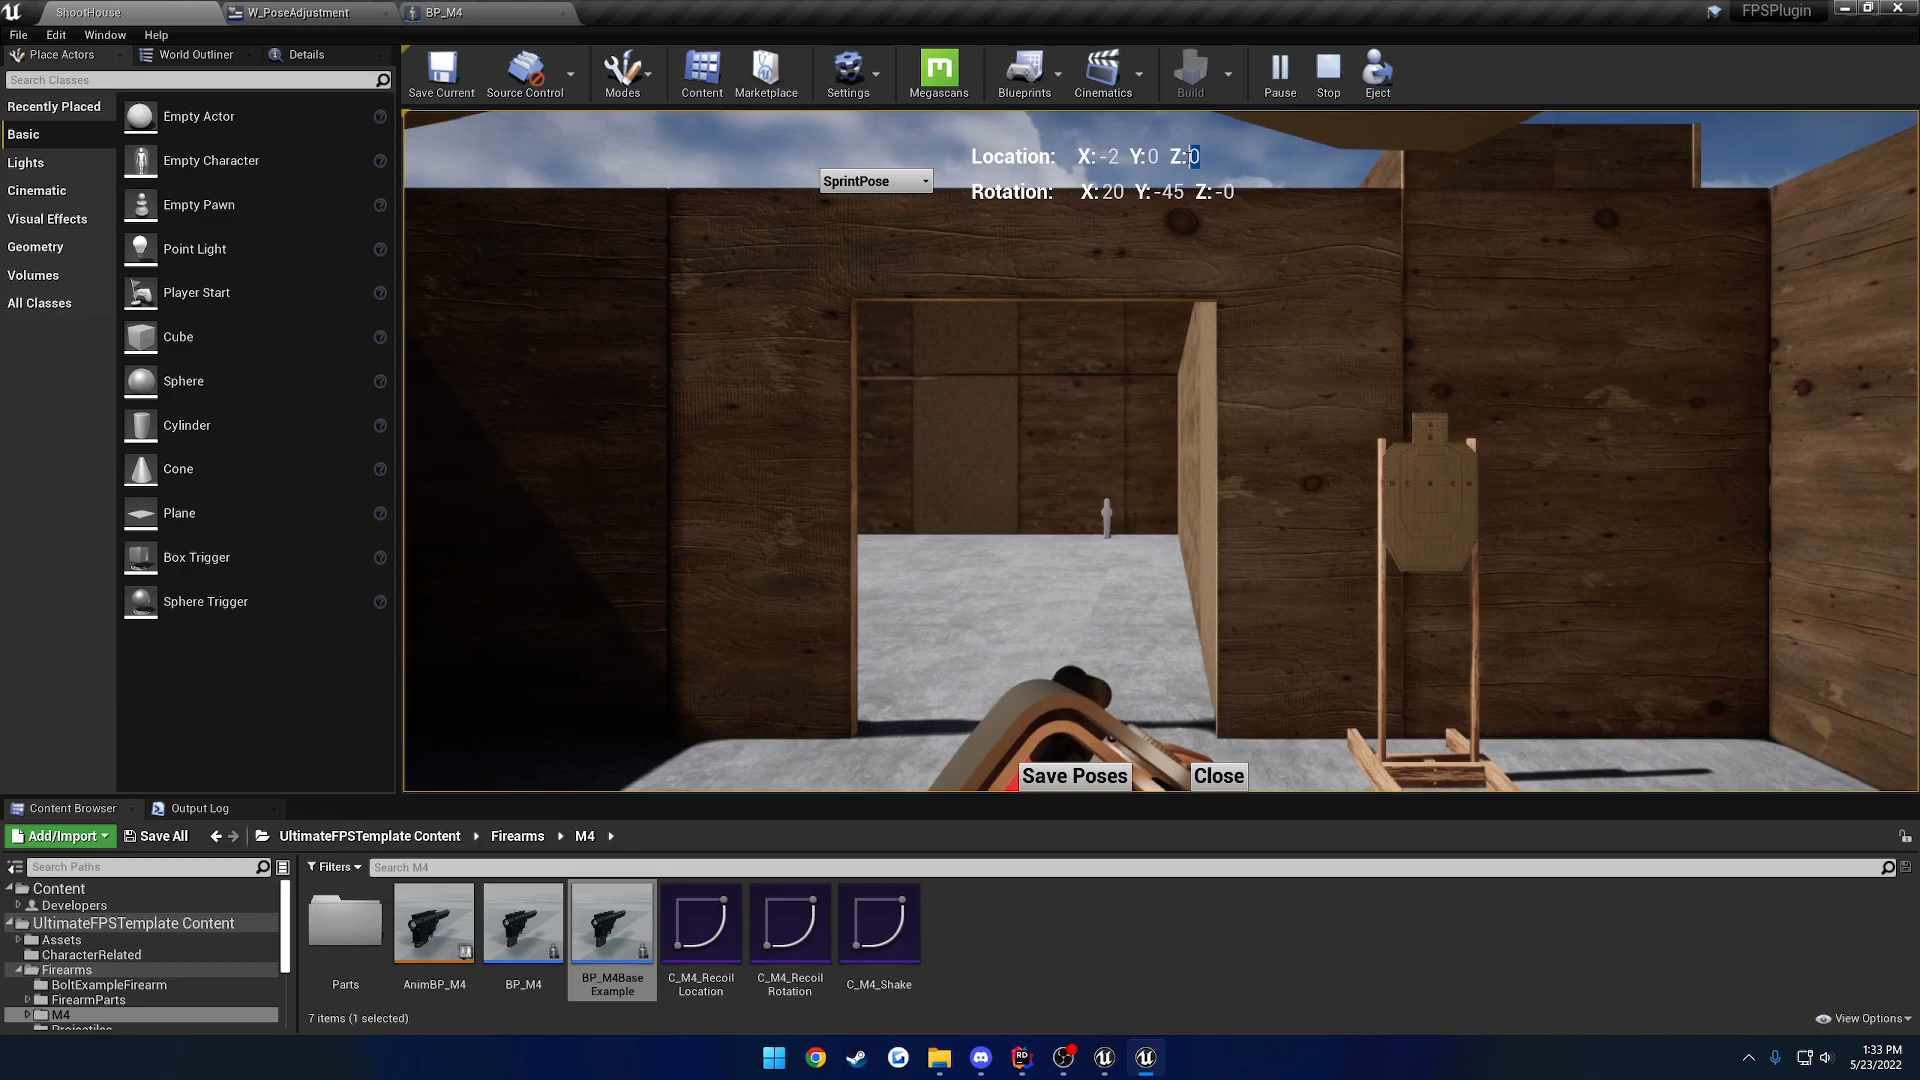 ShootHouse
W_PoseAdjustment
BP_M4
FPSPlugin
File Edit Window Help
Place Actors World Outliner Details
Search Classes
Recently Placed
Basic
Lights
Cinematic
Visual Effects
Geometry
Volumes
All Classes
Empty Actor
Empty Character
Empty Pawn
Point Light
Player Start
Cube
Sphere
Cylinder
Cone
Plane
Box Trigger
Sphere Trigger
Save Current Source Control Modes Content Marketplace Settings Megascans Blueprints Cinematics Build Pause Stop Eject
Location: X: -2 Y: 0 Z: 0
SprintPose
Rotation: X: 20 Y: -45 Z: -0
Save Poses Close
Content Browser Output Log
Add/Import Save All UltimateFPSTemplate Content Firearms M4
Search Paths
Filters Search M4
Content
Developers
UltimateFPSTemplate Content
Assets
CharacterRelated
Firearms
BoltExampleFirearm
FirearmParts
M4
Projectiles
Parts
AnimBP_M4
BP_M4
BP_M4Base
Example
C_M4_Recoil
Location
C_M4_Recoil
Rotation
C_M4_Shake
7 items (1 selected)
View Options
1:33 PM
5/23/2022